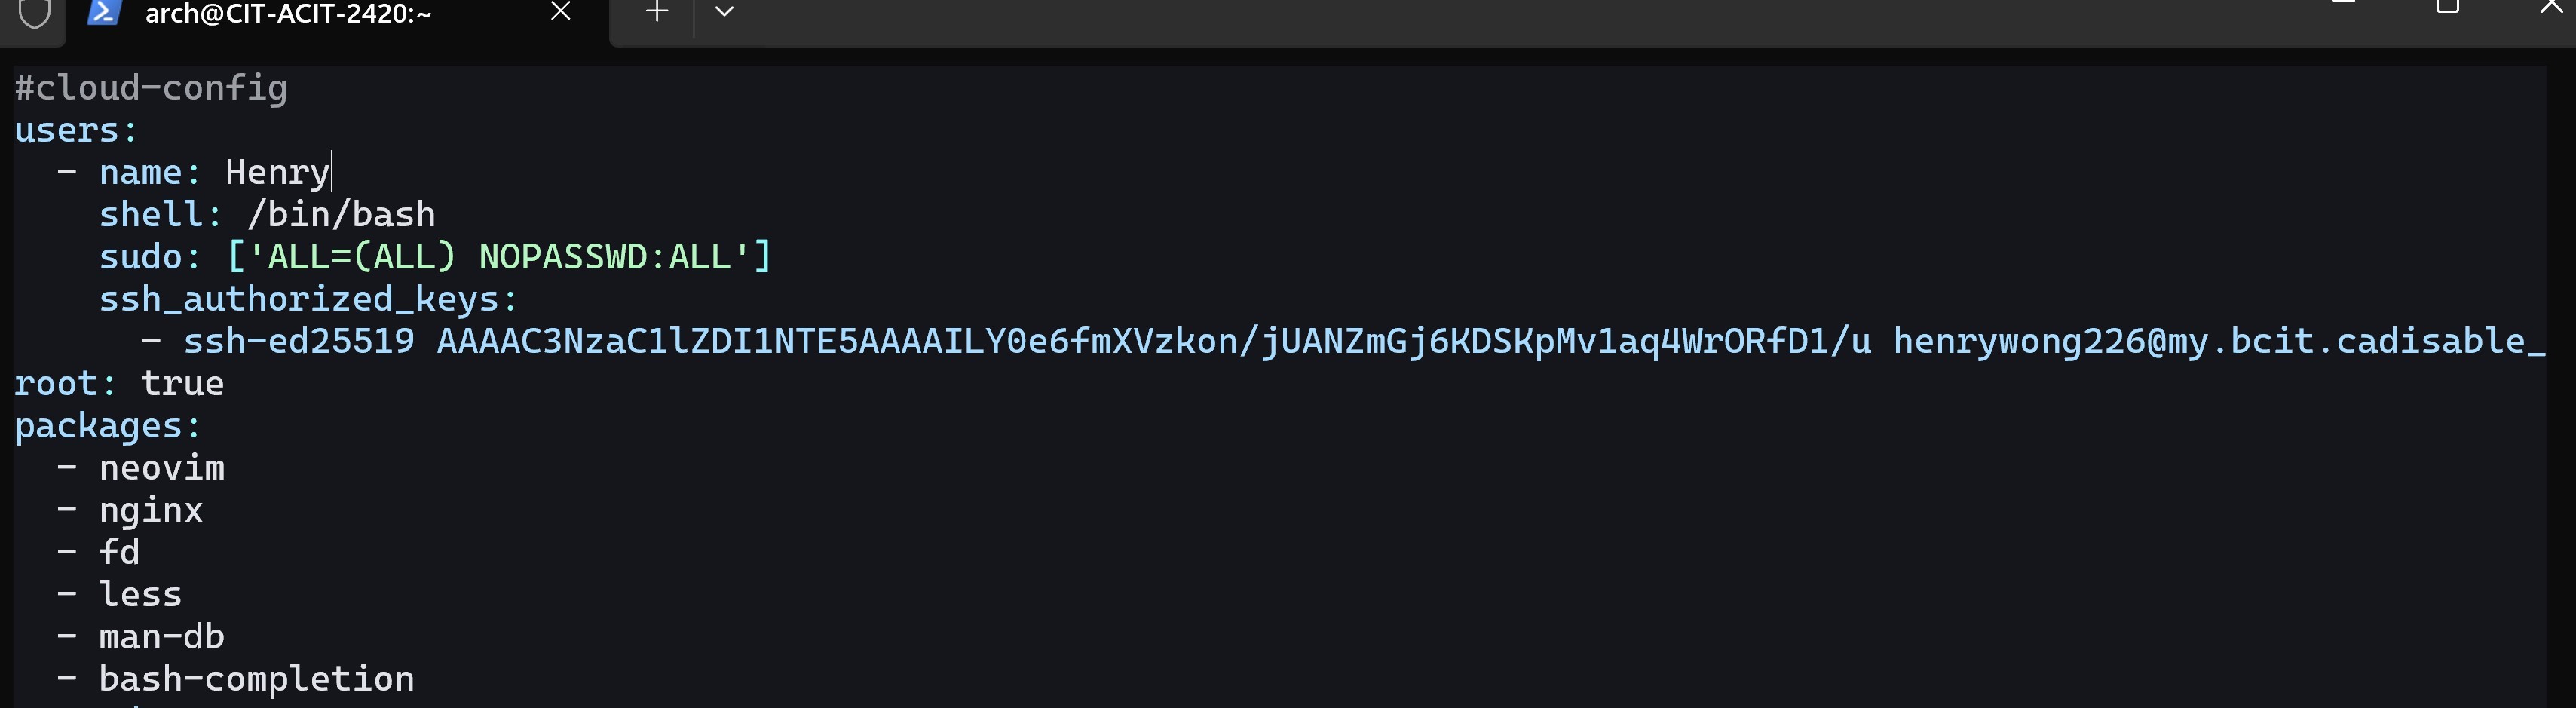 arch@CIT-ACIT-2420:~
#cloud-config
users:
  - name: Henry
    shell: /bin/bash
    sudo: ['ALL=(ALL) NOPASSWD:ALL']
    ssh_authorized_keys:
      - ssh-ed25519 AAAAC3NzaC1lZDI1NTE5AAAAILY0e6fmXVzkon/jUANZmGj6KDSKpMv1aq4WrORfD1/u henrywong226@my.bcit.cadisable_
root: true
packages:
  - neovim
  - nginx
  - fd
  - less
  - man-db
  - bash-completion